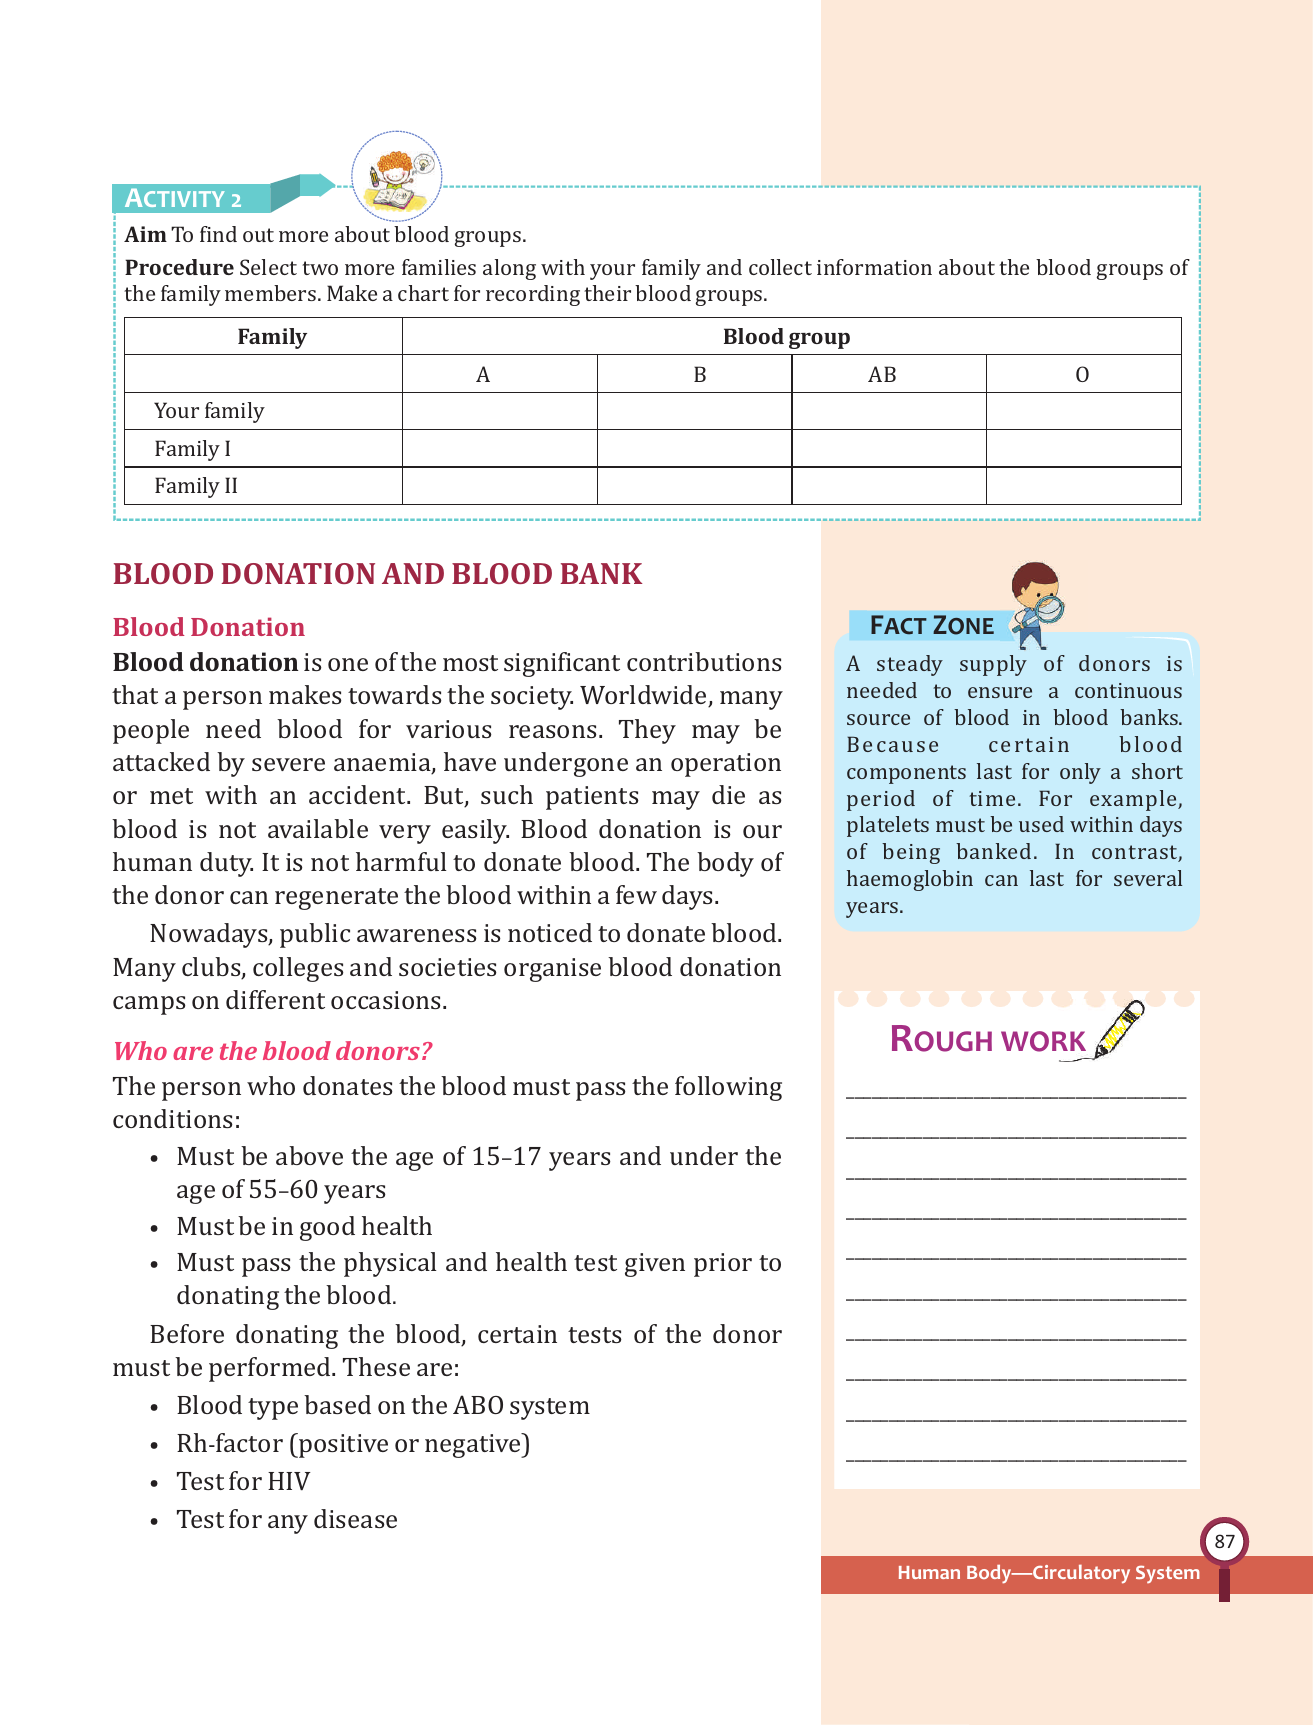 ACTIVITY 2
Aim To find out more about blood groups.
Procedure Select two more families along with your family and collect information about the blood groups of
the family members. Make a chart for recording their blood groups.
Family Blood group
A B AB O
Your family
Family I
Family II
BLOOD DONATION AND BLOOD BANK
Blood Donation
Blood donation is one of the most significant contributions
that a person makes towards the society. Worldwide, many
people need blood for various reasons. They may be
attacked by severe anaemia, have undergone an operation
or met with an accident. But, such patients may die as
blood is not available very easily. Blood donation is our
human duty. It is not harmful to donate blood. The body of
the donor can regenerate the blood within a few days.
Nowadays, public awareness is noticed to donate blood.
Many clubs, colleges and societies organise blood donation
camps on different occasions.
Who are the blood donors?
The person who donates the blood must pass the following
conditions:
• Must be above the age of 15–17 years and under the
age of 55–60 years
• Must be in good health
• Must pass the physical and health test given prior to
donating the blood.
Before donating the blood, certain tests of the donor
must be performed. These are:
• Blood type based on the ABO system
• Rh-factor (positive or negative)
• Test for HIV
• Test for any disease
FACT ZONE
A steady supply of donors is
needed to ensure a continuous
source of blood in blood banks.
Because certain blood
components last for only a short
period of time. For example,
platelets must be used within days
of being banked. In contrast,
haemoglobin can last for several
years.
ROUGH WORK
87
Human Body—Circulatory System